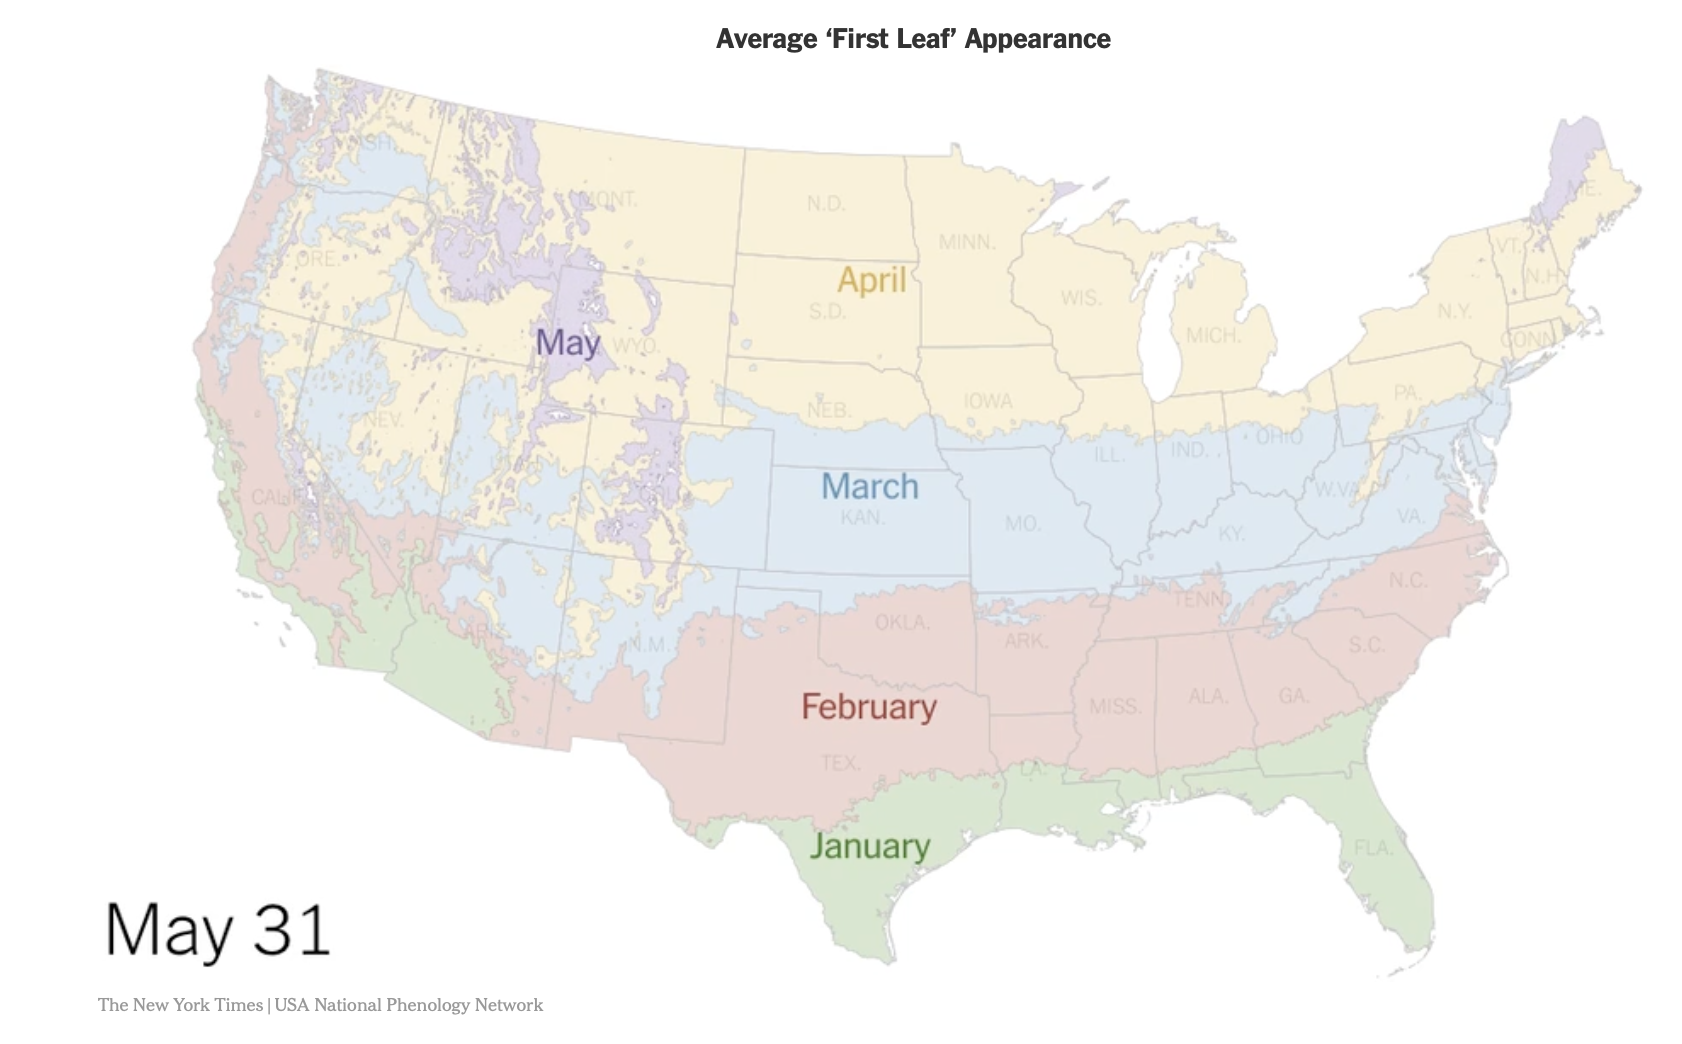 Average ‘First Leaf’ Appearance
ME.
MONT.
N.D.
MINN.
VT.
N.H.
ORE.
April
WIS.
S.D.
N.Y.
MICH.
CONN.
May
WYO.
PA.
IOWA
NEB.
NEV.
OHIO
IND.
ILL.
March
W.VA.
CALIF.
KAN.
MO.
VA.
KY.
N.C.
TENN.
OKLA.
ARIZ.
ARK.
N.M.
S.C.
February
MISS.
ALA.
GA.
TEX.
LA.
January
FLA.
May 31
The New York Times | USA National Phenology Network